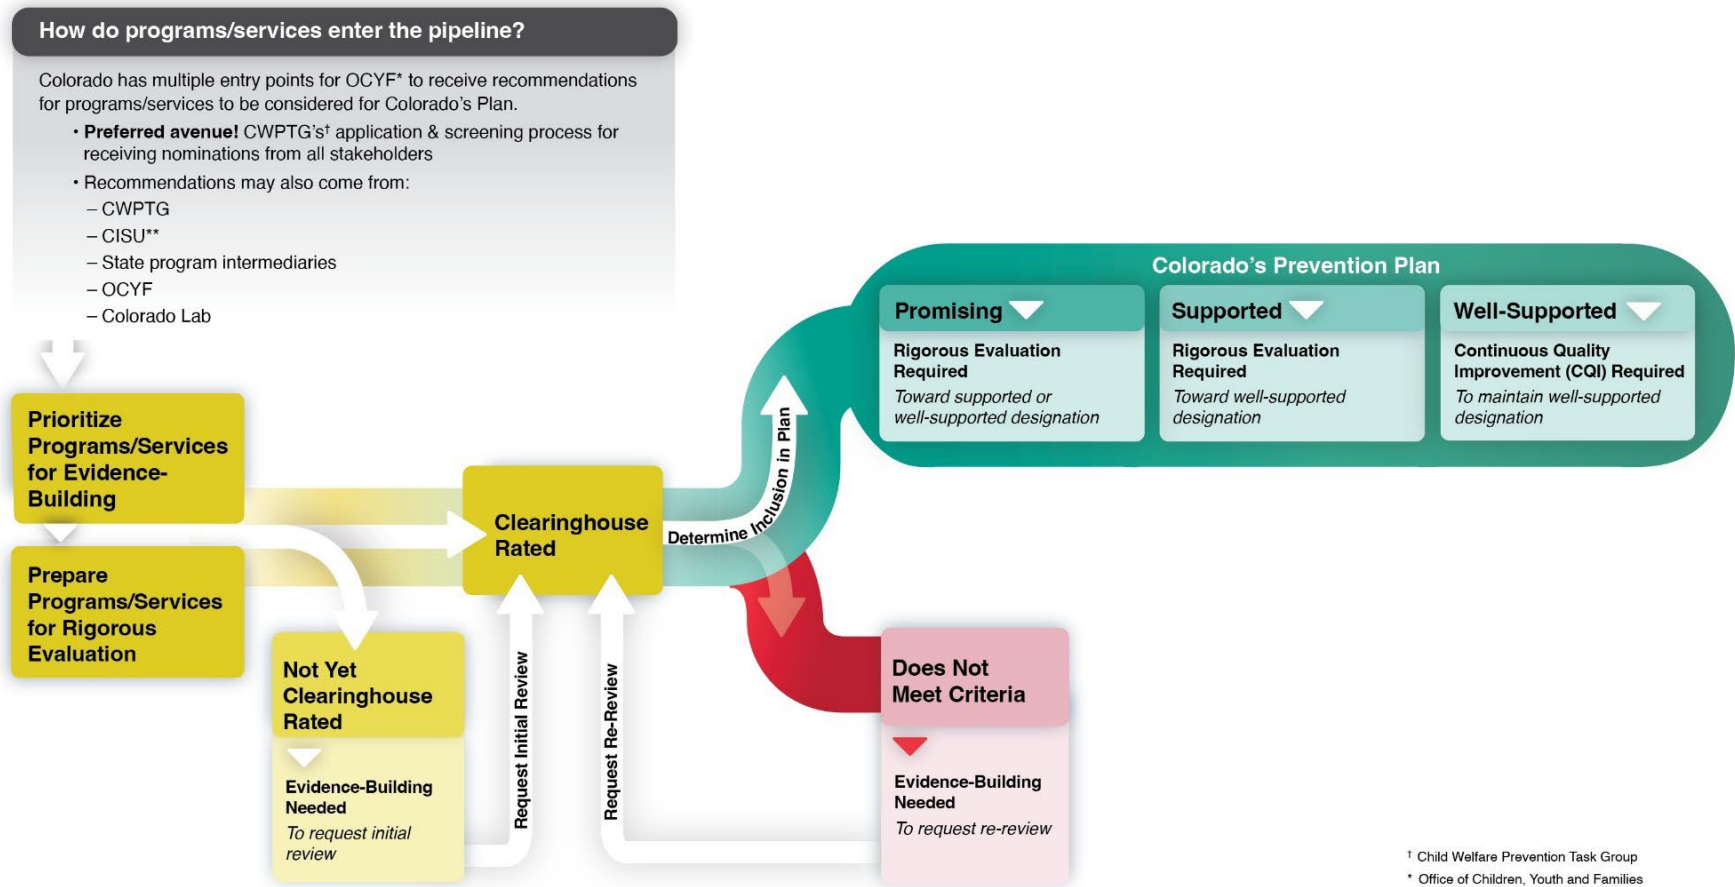 How do programs/services enter the pipeline?
Colorado has multiple entry points for OCYF* to receive recommendations
for programs/services to be considered for Colorado's Plan.
• Preferred avenue! CWPTG's† application & screening process for
receiving nominations from all stakeholders
• Recommendations may also come from:
– CWPTG
– CISU**
– State program intermediaries
– OCYF
– Colorado Lab
Prioritize
Programs/Services
for Evidence-
Building
Prepare
Programs/Services
for Rigorous
Evaluation
Not Yet
Clearinghouse
Rated
Evidence-Building
Needed
To request initial
review
Request Initial Review
Request Re-Review
Clearinghouse
Rated
Determine Inclusion in Plan
Colorado's Prevention Plan
Promising
Rigorous Evaluation
Required
Toward supported or
well-supported designation
Supported
Rigorous Evaluation
Required
Toward well-supported
designation
Well-Supported
Continuous Quality
Improvement (CQI) Required
To maintain well-supported
designation
Does Not
Meet Criteria
Evidence-Building
Needed
To request re-review
† Child Welfare Prevention Task Group
* Office of Children, Youth and Families